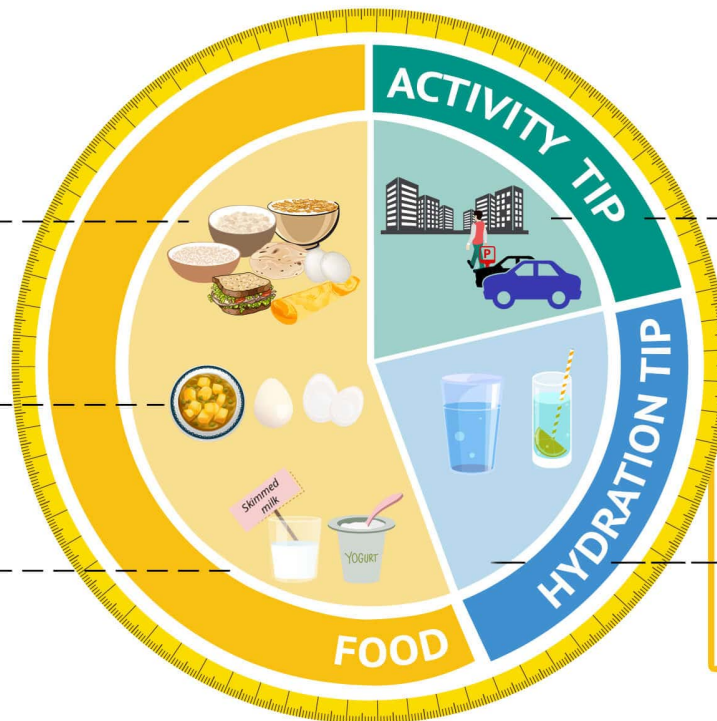 ACTIVITY TIP
P
HYDRATION TIP
Skimmed
milk
YOGURT
FOOD